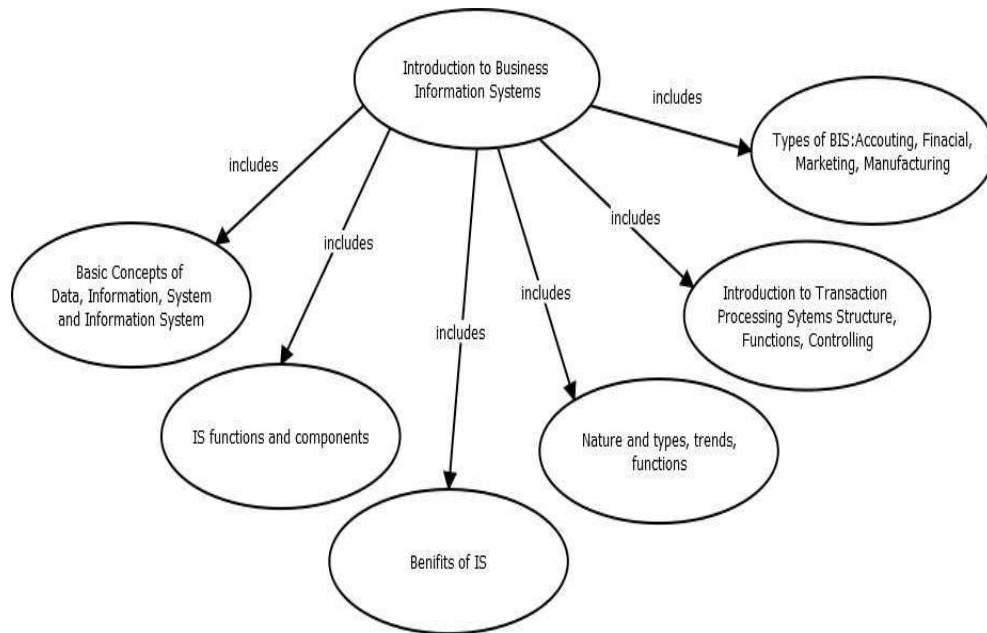 Introduction to Business
Information Systems
includes
Types of BIS:Accouting, Finacial,
Marketing, Manufacturing
includes
Basic Concepts of
Data, Information, System
and Information System
includes
IS functions and components
includes
Benifits of IS
includes
Nature and types, trends,
functions
includes
Introduction to Transaction
Processing Sytems Structure,
Functions, Controlling